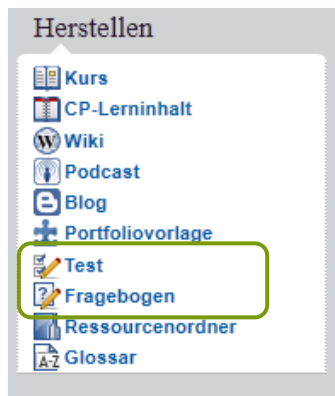 Herstellen
Kurs
CP-Lerninhalt
Wiki
Podcast
Blog
Portfoliovorlage
Test
Fragebogen
Ressourcenordner
Glossar